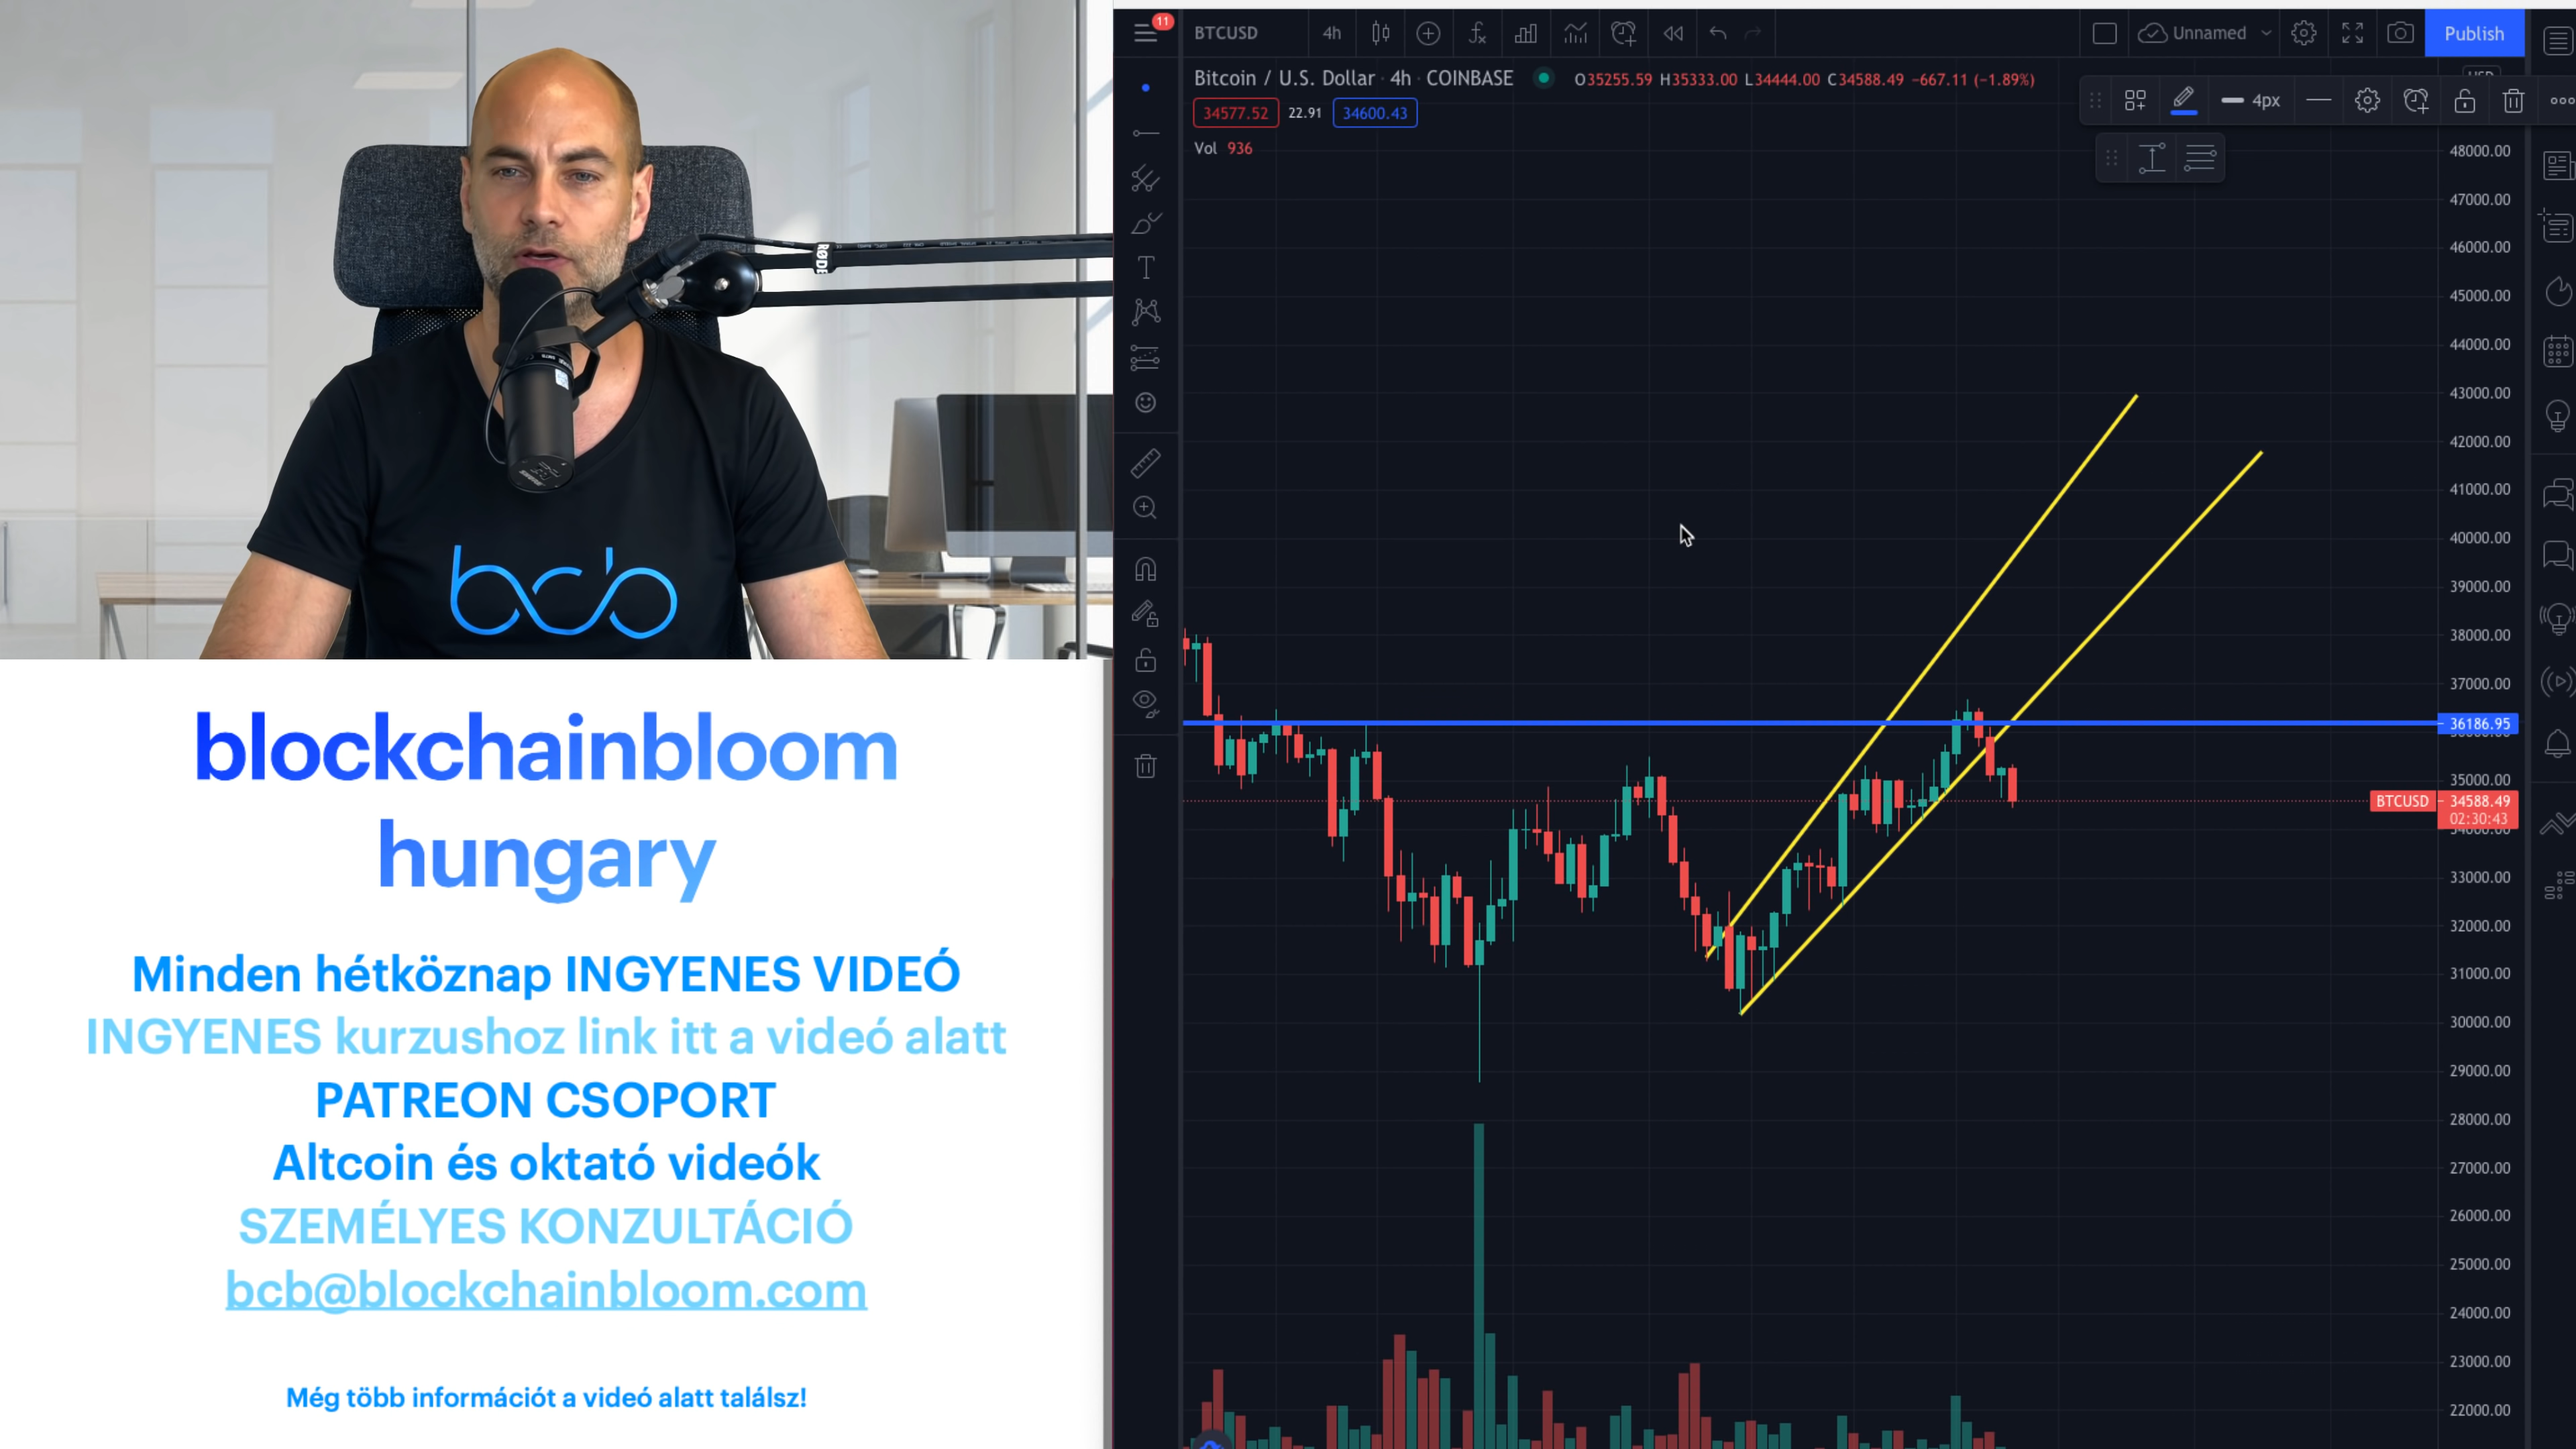 RØDE
bcb
blockchainbloom
hungary
Minden hétköznap INGYENES VIDEÓ
INGYENES kurzushoz link itt a videó alatt
PATREON CSOPORT
Altcoin és oktató videók
SZEMÉLYES KONZULTÁCIÓ
bcb@blockchainbloom.com
Még több információt a videó alatt találsz!
11
BTCUSD 4h
Unnamed
Publish
Bitcoin / U.S. Dollar · 4h · COINBASE O35255.59 H35333.00 L34444.00 C34588.49 −667.11 (−1.89%)
34577.52 22.91 34600.43
4px
Vol 936
48000.00
47000.00
46000.00
45000.00
44000.00
43000.00
42000.00
41000.00
40000.00
39000.00
38000.00
37000.00
36186.95
35000.00
BTCUSD 34588.49
02:30:43
33000.00
32000.00
31000.00
30000.00
29000.00
28000.00
27000.00
26000.00
25000.00
24000.00
23000.00
22000.00